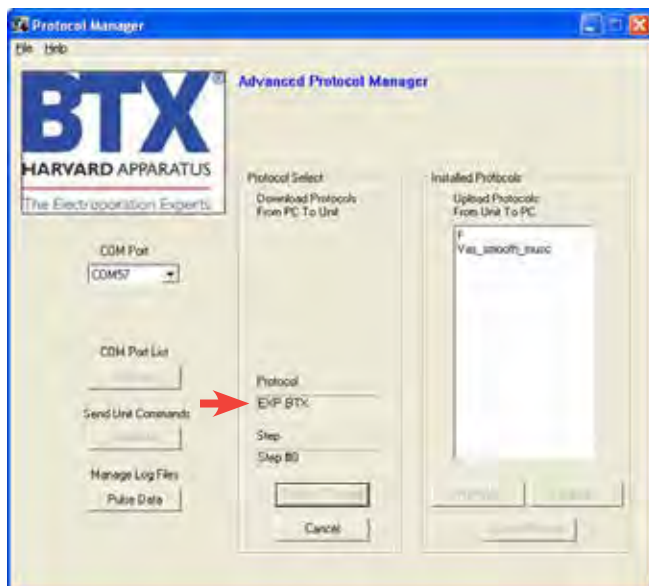 Protocol Manager
File Help
BTX®
HARVARD APPARATUS
The Electroporation Experts
Advanced Protocol Manager
COM Port
COM57
COM Port List
Send Unit Commands
Manage Log Files
Pulse Data
Protocol Select
Download Protocols
From PC To Unit
Protocol
EXP BTX
Step
Step #0
Cancel
Installed Protocols
Upload Protocols
From Unit To PC
F
Vas_smooth_musc